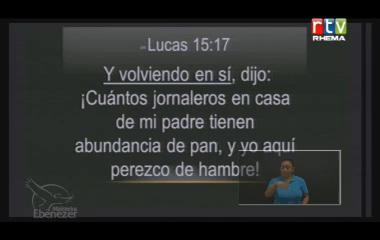 rtv
RHEMA
Lucas 15:17
Y volviendo en sí, dijo:
¡Cuántos jornaleros en casa
de mi padre tienen
abundancia de pan, y yo aquí
perezco de hambre!
Ministerios
Ebenezer